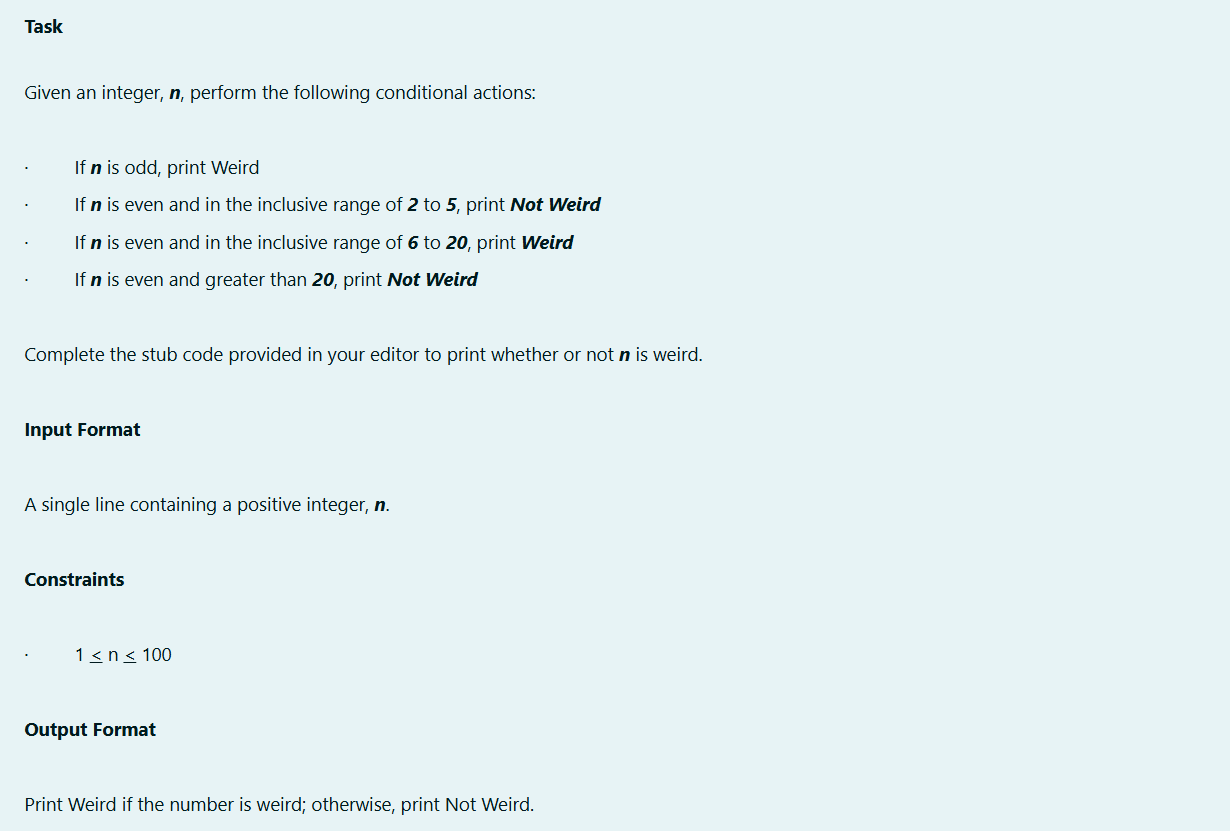 Task
Given an integer, n, perform the following conditional actions:
· If n is odd, print Weird
· If n is even and in the inclusive range of 2 to 5, print Not Weird
· If n is even and in the inclusive range of 6 to 20, print Weird
· If n is even and greater than 20, print Not Weird
Complete the stub code provided in your editor to print whether or not n is weird.
Input Format
A single line containing a positive integer, n.
Constraints
· 1 ≤ n ≤ 100
Output Format
Print Weird if the number is weird; otherwise, print Not Weird.